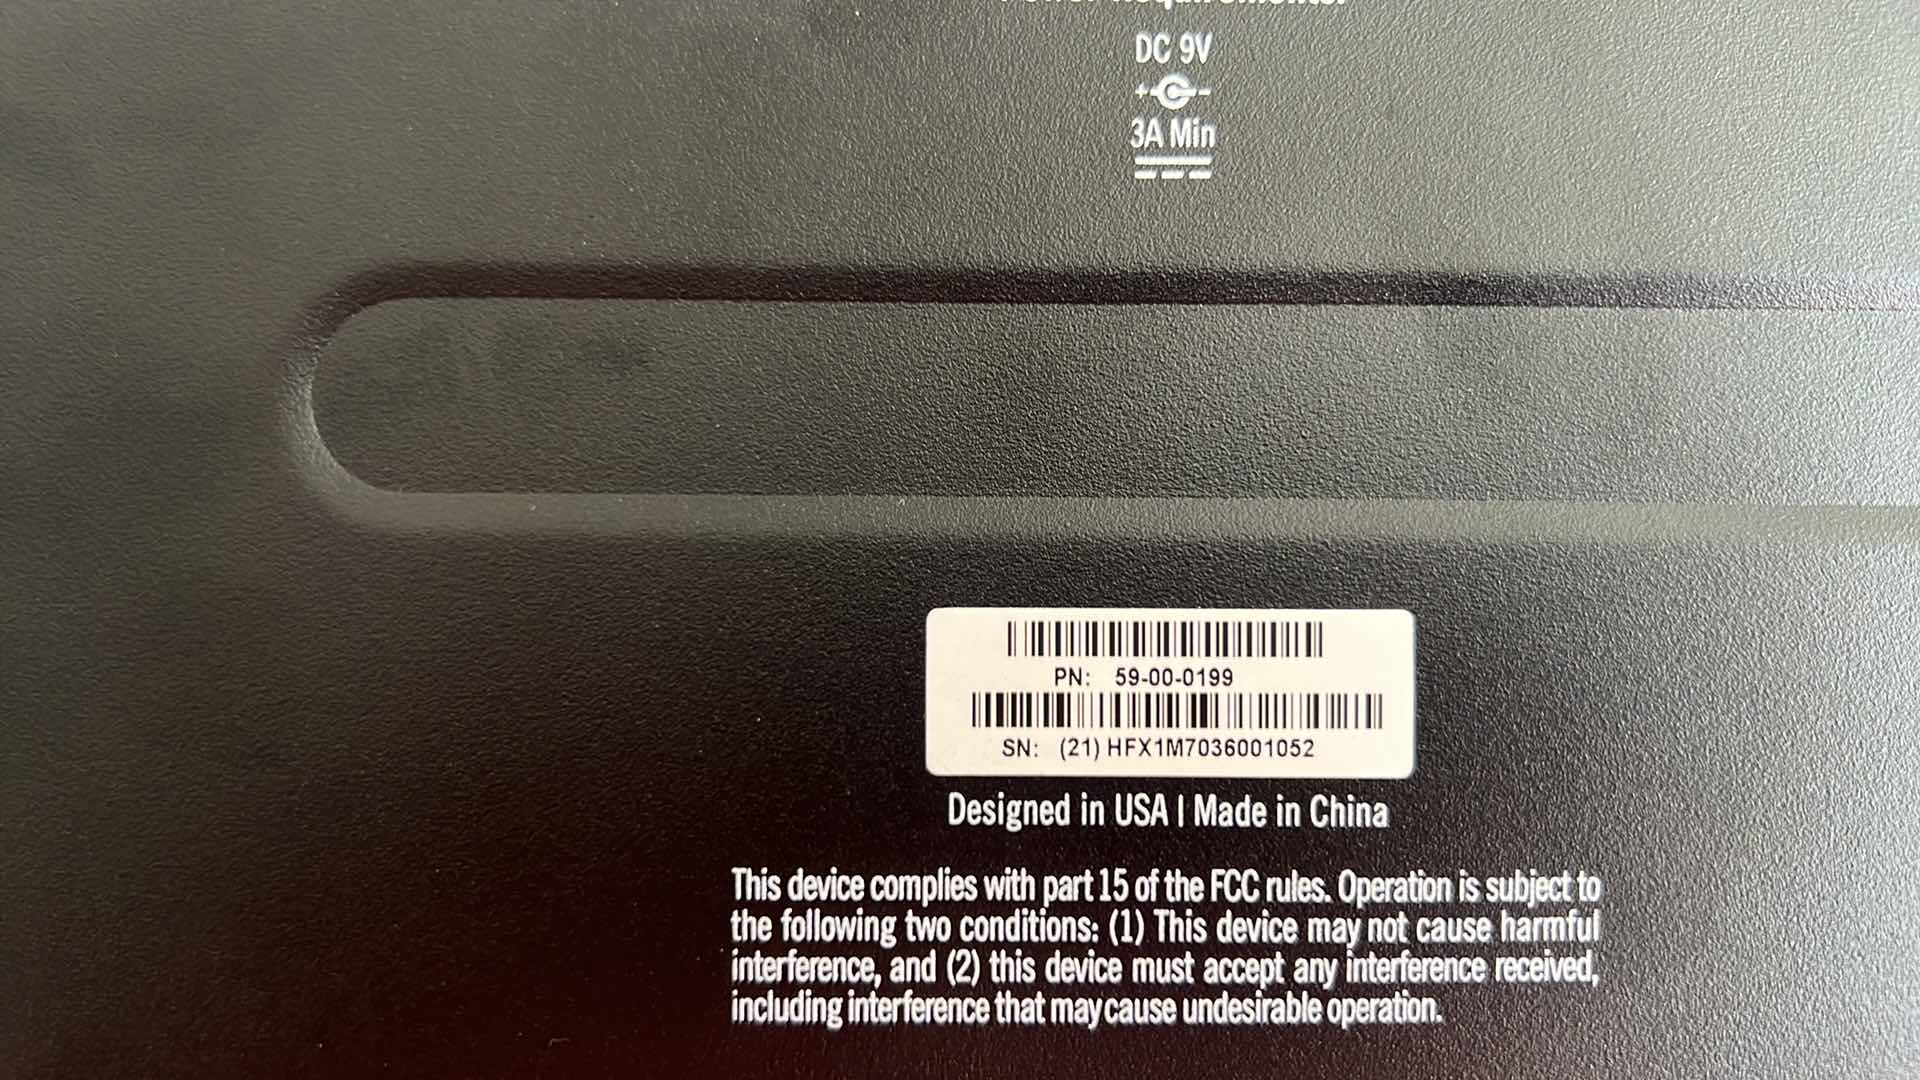 Power Requirements:
DC 9V
+ -
3A Min
PN: 59-00-0199
SN: (21) HFX1M7036001052
Designed in USA | Made in China
This device complies with part 15 of the FCC rules. Operation is subject to
the following two conditions: (1) This device may not cause harmful
interference, and (2) this device must accept any interference received,
including interference that may cause undesirable operation.